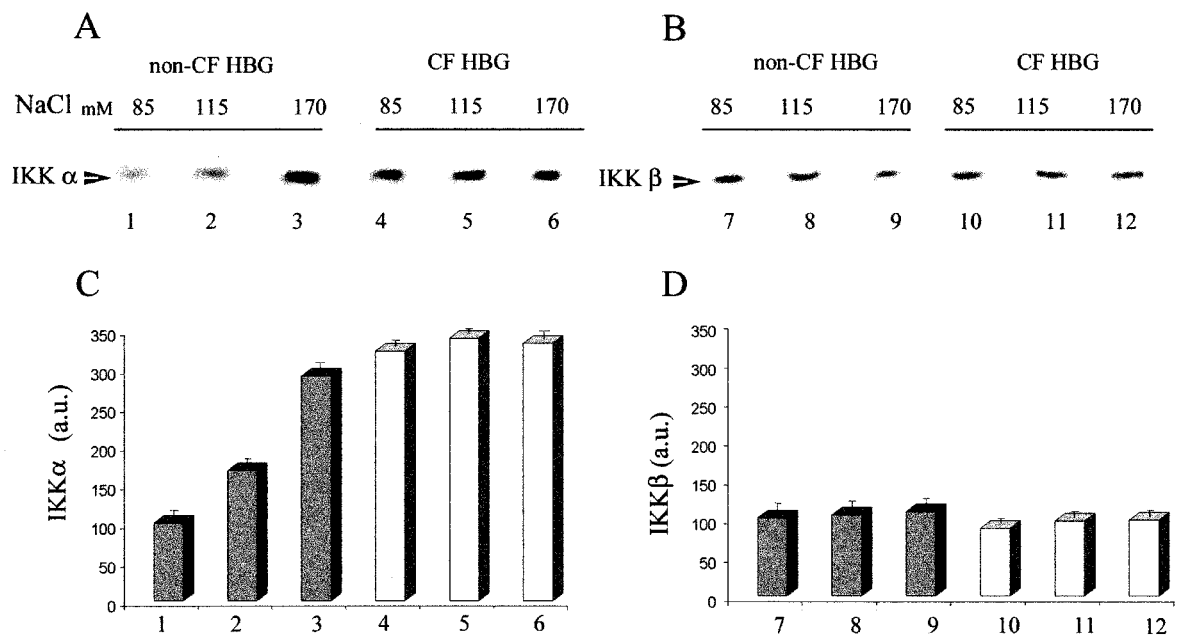 A
B
non-CF HBG
CF HBG
non-CF HBG
CF HBG
NaCl mM 85 115 170 85 115 170
85 115 170 85 115 170
IKK α
IKK β
1 2 3 4 5 6
7 8 9 10 11 12
C
D
IKKα (a.u.)
350
300
250
200
150
100
50
0
1 2 3 4 5 6
IKKβ (a.u.)
350
300
250
200
150
100
50
0
7 8 9 10 11 12